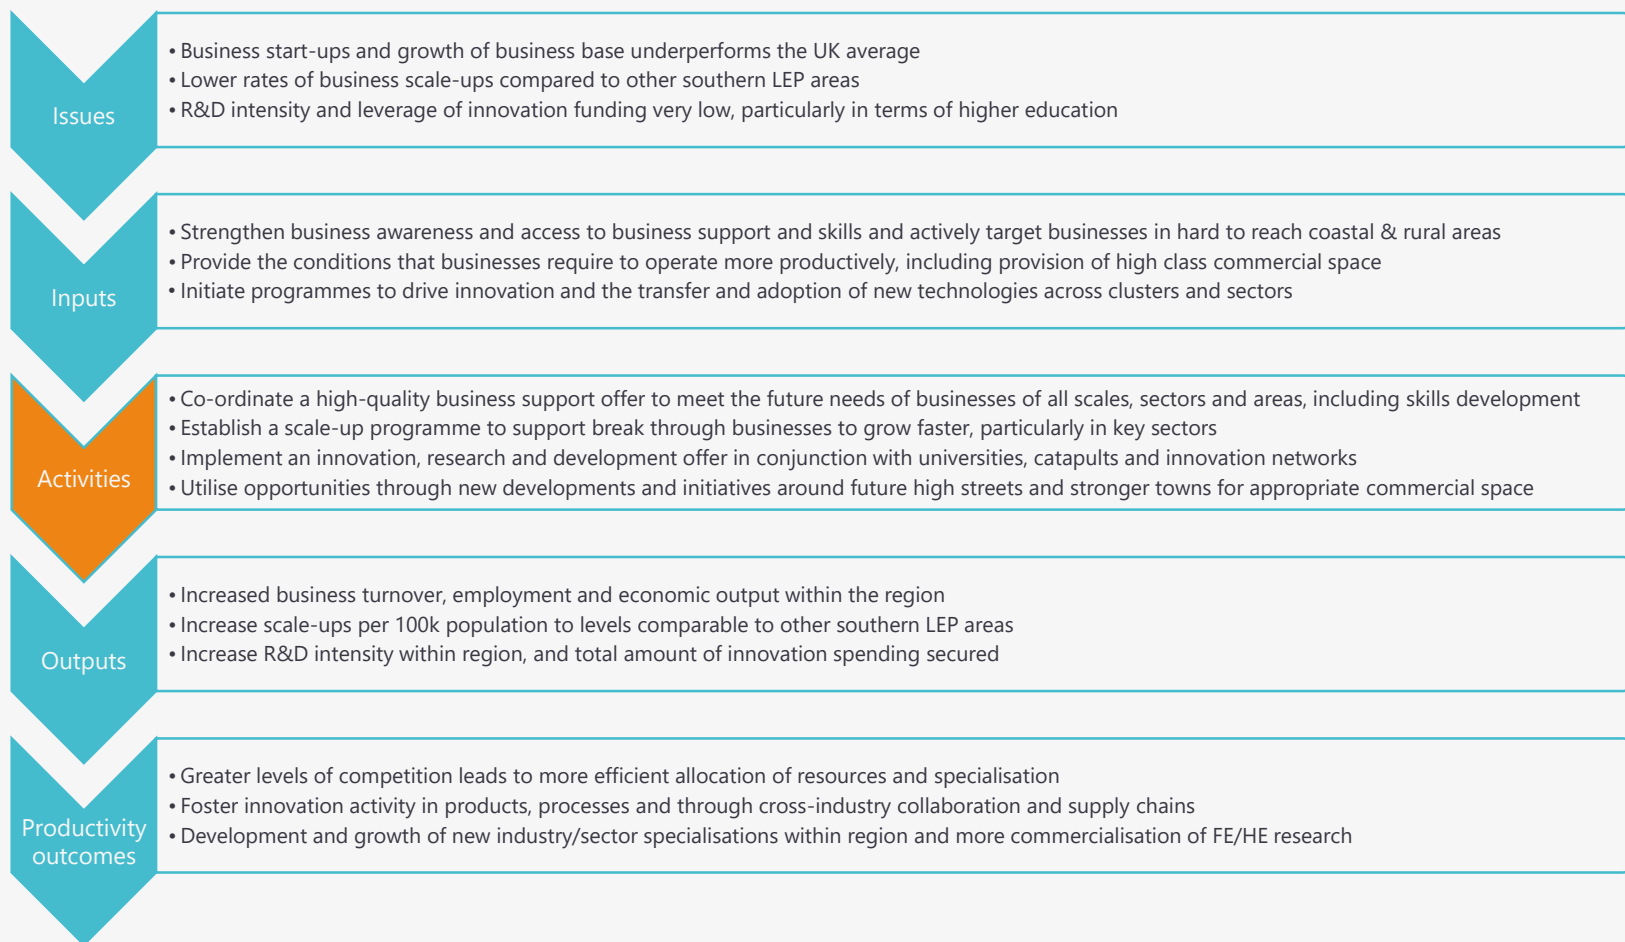 Issues
• Business start-ups and growth of business base underperforms the UK average
• Lower rates of business scale-ups compared to other southern LEP areas
• R&D intensity and leverage of innovation funding very low, particularly in terms of higher education
Inputs
• Strengthen business awareness and access to business support and skills and actively target businesses in hard to reach coastal & rural areas
• Provide the conditions that businesses require to operate more productively, including provision of high class commercial space
• Initiate programmes to drive innovation and the transfer and adoption of new technologies across clusters and sectors
Activities
• Co-ordinate a high-quality business support offer to meet the future needs of businesses of all scales, sectors and areas, including skills development
• Establish a scale-up programme to support break through businesses to grow faster, particularly in key sectors
• Implement an innovation, research and development offer in conjunction with universities, catapults and innovation networks
• Utilise opportunities through new developments and initiatives around future high streets and stronger towns for appropriate commercial space
Outputs
• Increased business turnover, employment and economic output within the region
• Increase scale-ups per 100k population to levels comparable to other southern LEP areas
• Increase R&D intensity within region, and total amount of innovation spending secured
Productivity
outcomes
• Greater levels of competition leads to more efficient allocation of resources and specialisation
• Foster innovation activity in products, processes and through cross-industry collaboration and supply chains
• Development and growth of new industry/sector specialisations within region and more commercialisation of FE/HE research